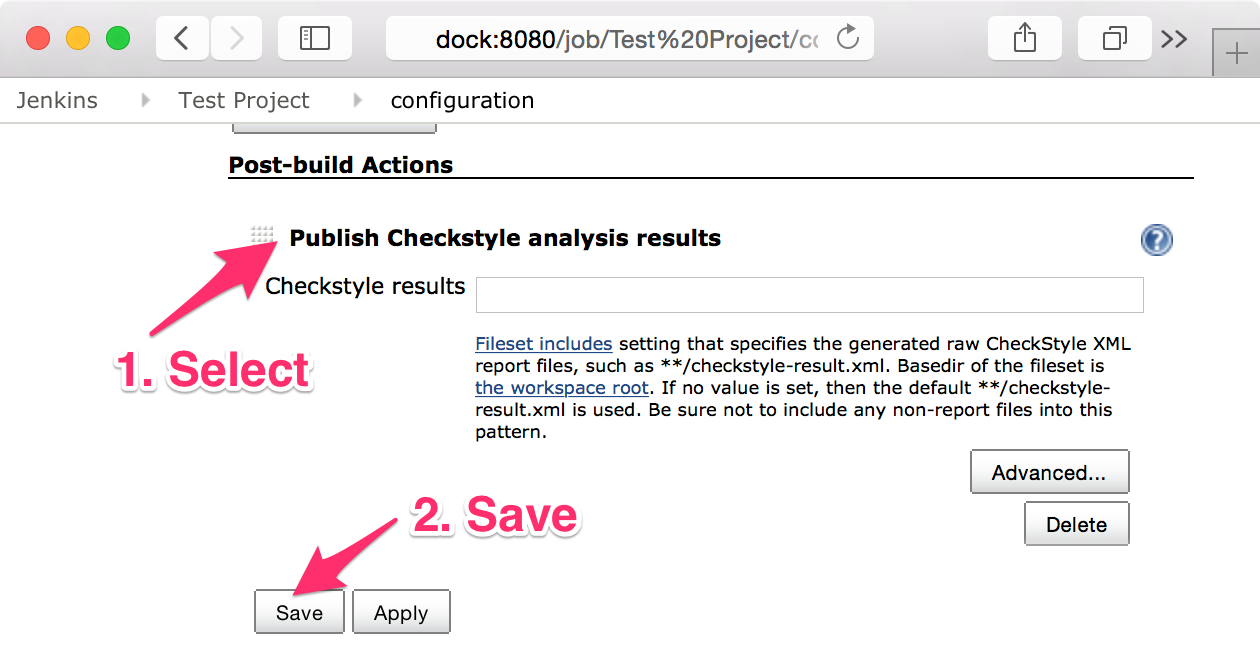 dock:8080/job/Test%20Project/co
Jenkins Test Project configuration
Post-build Actions
Publish Checkstyle analysis results
Checkstyle results
1. Select
Fileset includes setting that specifies the generated raw CheckStyle XML
report files, such as **/checkstyle-result.xml. Basedir of the fileset is
the workspace root. If no value is set, then the default **/checkstyle-
result.xml is used. Be sure not to include any non-report files into this
pattern.
Advanced...
2. Save
Delete
Save Apply